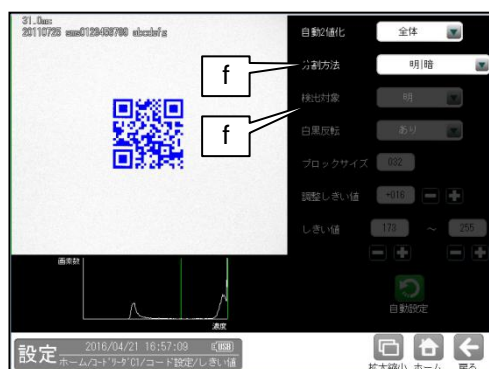 31.0ms
自動2値化 全体
f
分割方法 明|暗
検出対象 明
f
白黒反転 あり
ブロックサイズ 032
調整しきい値 +016
しきい値 173 ～ 255
画素数
濃度
自動設定
設定
2016/04/21 16:57:09 USB
ホーム/コードリーダC1/コード設定/しきい値
拡大縮小 ホーム 戻る